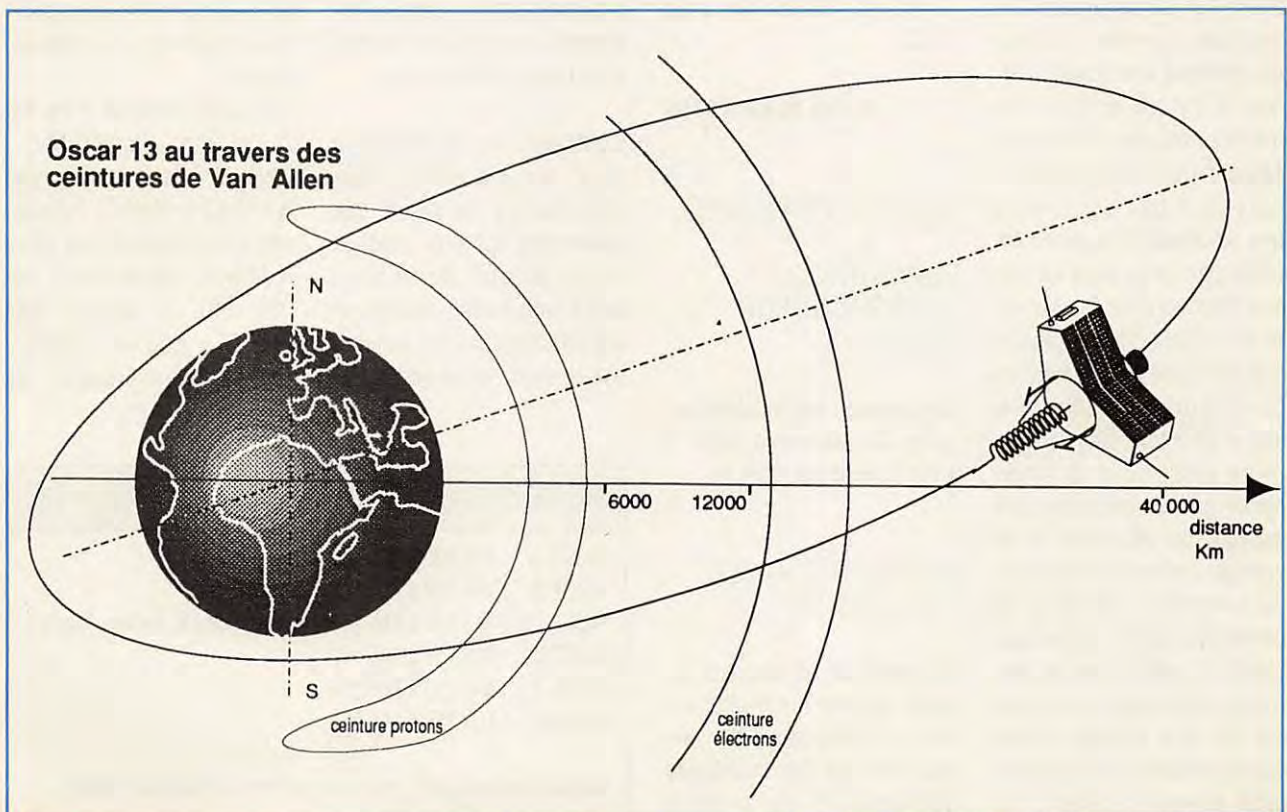 Oscar 13 au travers des
ceintures de Van Allen
N
6000
12000
40 000
distance
Km
S
ceinture protons
ceinture
électrons